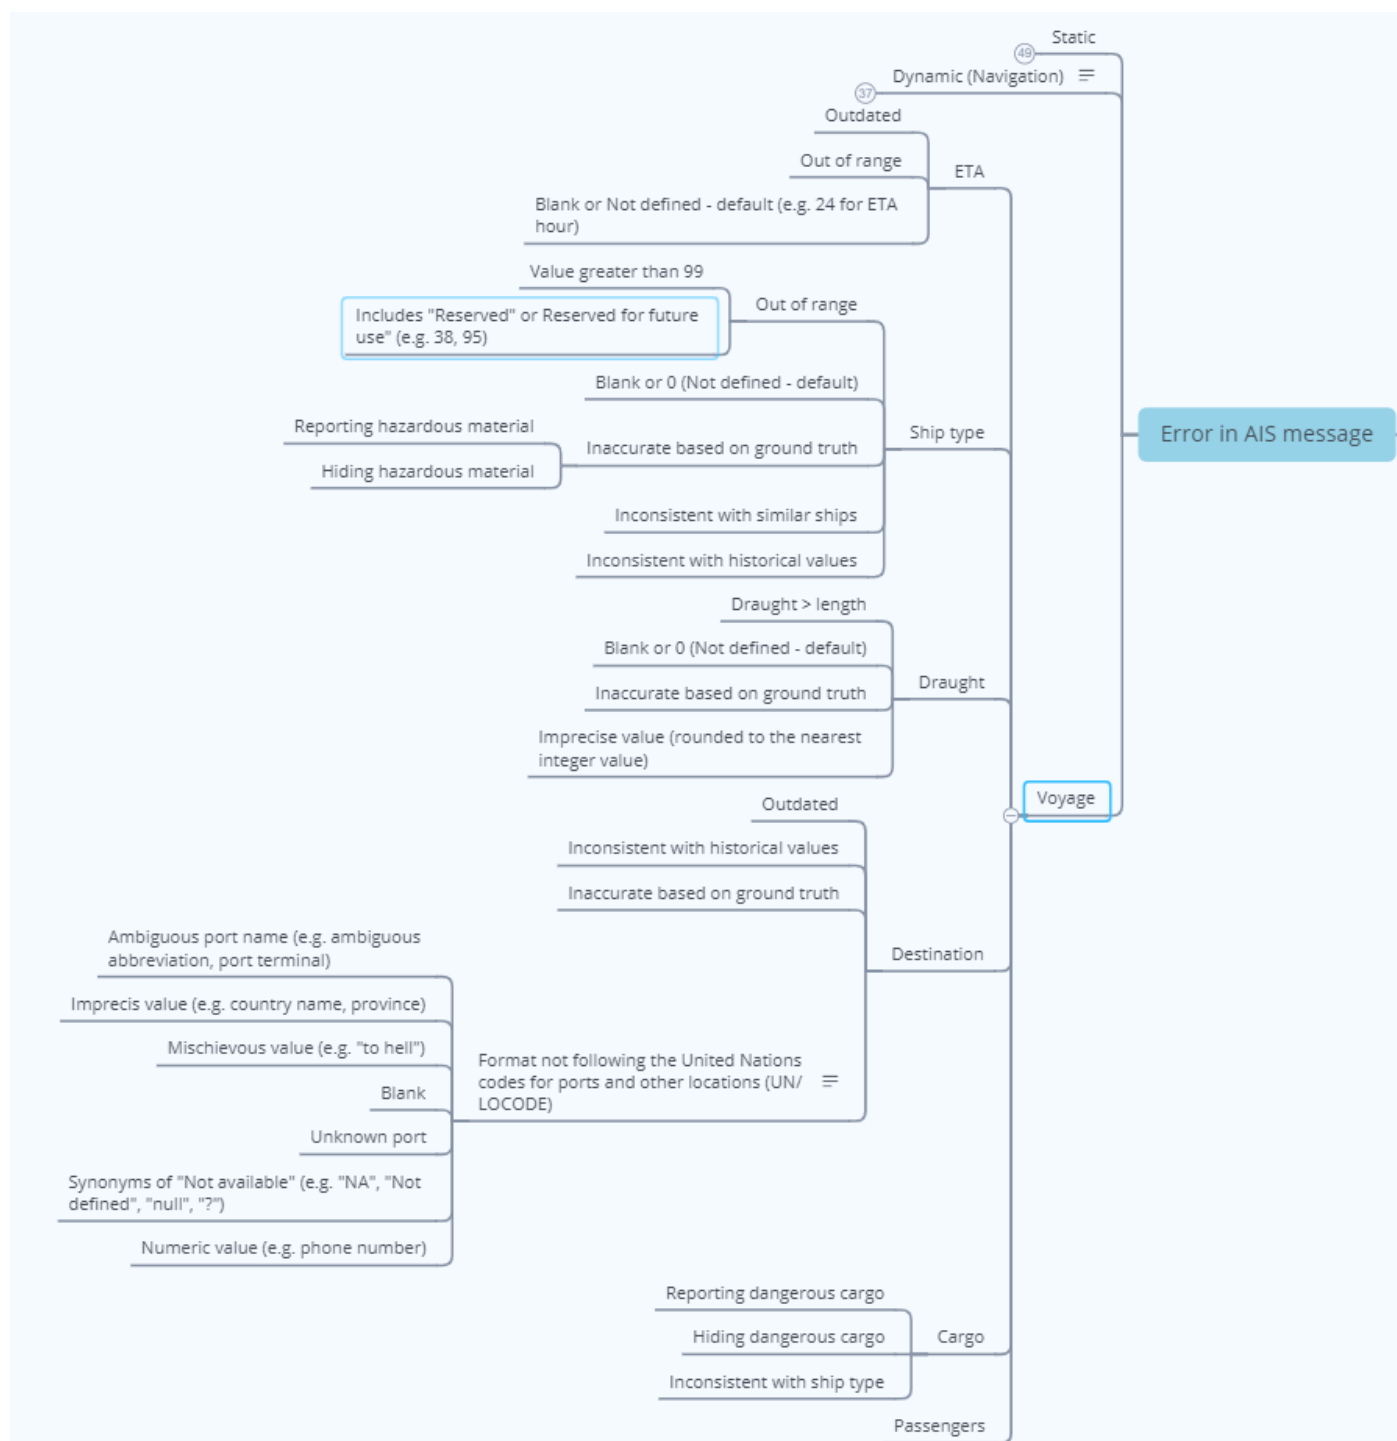 Static
49
Dynamic (Navigation)
37
Outdated
Out of range
ETA
Blank or Not defined - default (e.g. 24 for ETA
hour)
Value greater than 99
Out of range
Includes "Reserved" or Reserved for future
use" (e.g. 38, 95)
Blank or 0 (Not defined - default)
Reporting hazardous material
Ship type
Error in AIS message
Inaccurate based on ground truth
Hiding hazardous material
Inconsistent with similar ships
Inconsistent with historical values
Draught > length
Blank or 0 (Not defined - default)
Draught
Inaccurate based on ground truth
Imprecise value (rounded to the nearest
integer value)
Voyage
Outdated
Inconsistent with historical values
Inaccurate based on ground truth
Ambiguous port name (e.g. ambiguous
abbreviation, port terminal)
Destination
Imprecis value (e.g. country name, province)
Mischievous value (e.g. "to hell")
Format not following the United Nations
codes for ports and other locations (UN/
LOCODE)
Blank
Unknown port
Synonyms of "Not available" (e.g. "NA", "Not
defined", "null", "?")
Numeric value (e.g. phone number)
Reporting dangerous cargo
Hiding dangerous cargo
Cargo
Inconsistent with ship type
Passengers